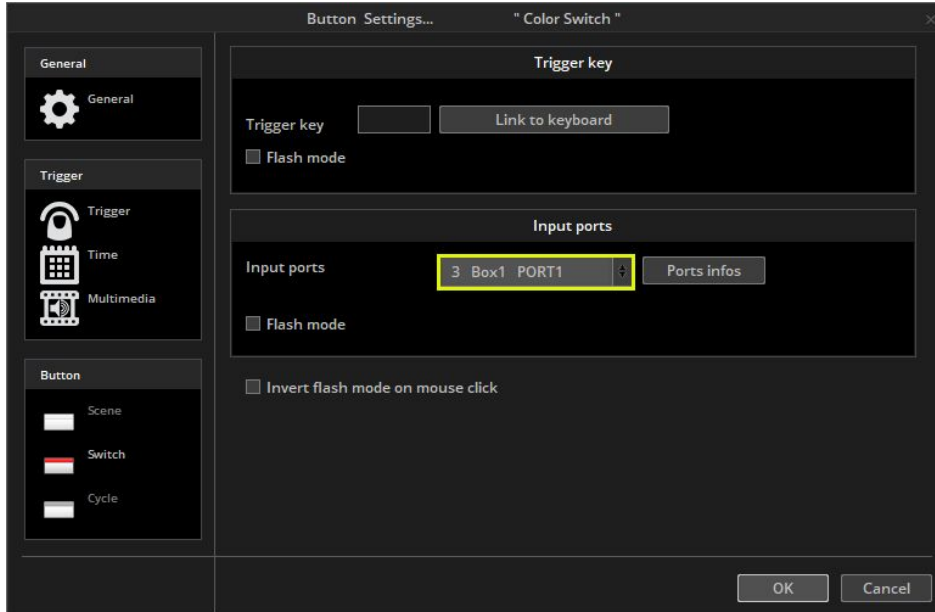 Button Settings... " Color Switch "
General
General
Trigger
Trigger
Time
Multimedia
Button
Scene
Switch
Cycle
Trigger key
Trigger key Link to keyboard
Flash mode
Input ports
Input ports 3 Box1 PORT1 Ports infos
Flash mode
Invert flash mode on mouse click
OK Cancel